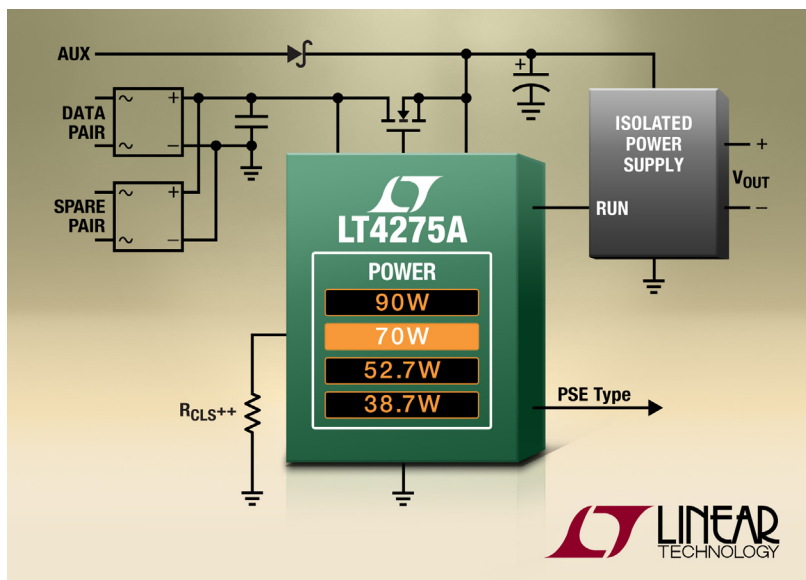 AUX
DATA
PAIR
~ +
~ −
SPARE
PAIR
~ +
~ −
+
ISOLATED
POWER
SUPPLY
RUN
+
VOUT
−
LT4275A
POWER
90W
70W
52.7W
38.7W
RCLS++
PSE Type
LINEAR
TECHNOLOGY